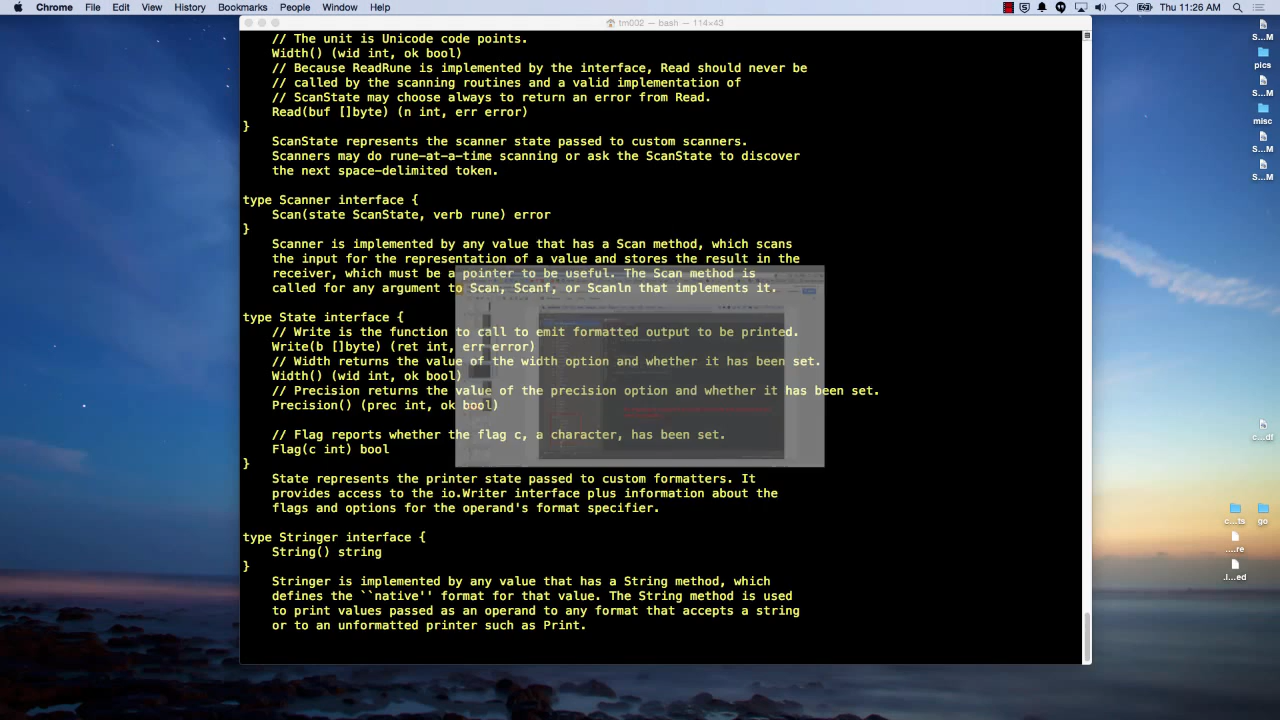 Chrome File Edit View History Bookmarks People Window Help Thu 11:26 AM
tm002 — bash — 114×43
// The unit is Unicode code points.
Width() (wid int, ok bool)
// Because ReadRune is implemented by the interface, Read should never be
// called by the scanning routines and a valid implementation of
// ScanState may choose always to return an error from Read.
Read(buf []byte) (n int, err error)
}
ScanState represents the scanner state passed to custom scanners.
Scanners may do rune-at-a-time scanning or ask the ScanState to discover
the next space-delimited token.
type Scanner interface {
Scan(state ScanState, verb rune) error
}
Scanner is implemented by any value that has a Scan method, which scans
the input for the representation of a value and stores the result in the
receiver, which must be a pointer to be useful. The Scan method is
called for any argument to Scan, Scanf, or Scanln that implements it.
type State interface {
// Write is the function to call to emit formatted output to be printed.
Write(b []byte) (ret int, err error)
// Width returns the value of the width option and whether it has been set.
Width() (wid int, ok bool)
// Precision returns the value of the precision option and whether it has been set.
Precision() (prec int, ok bool)
// Flag reports whether the flag c, a character, has been set.
Flag(c int) bool
}
State represents the printer state passed to custom formatters. It
provides access to the io.Writer interface plus information about the
flags and options for the operand's format specifier.
type Stringer interface {
String() string
}
Stringer is implemented by any value that has a String method, which
defines the ``native'' format for that value. The String method is used
to print values passed as an operand to any format that accepts a string
or to an unformatted printer such as Print.
S...M
pics
S...M
misc
S...M
S...M
c...df
c...ts go
....re
.l...ed